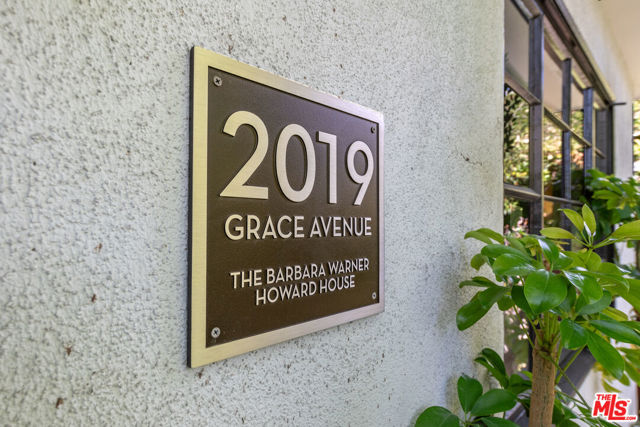 2019
GRACE AVENUE
THE BARBARA WARNER
HOWARD HOUSE
THE
MLS